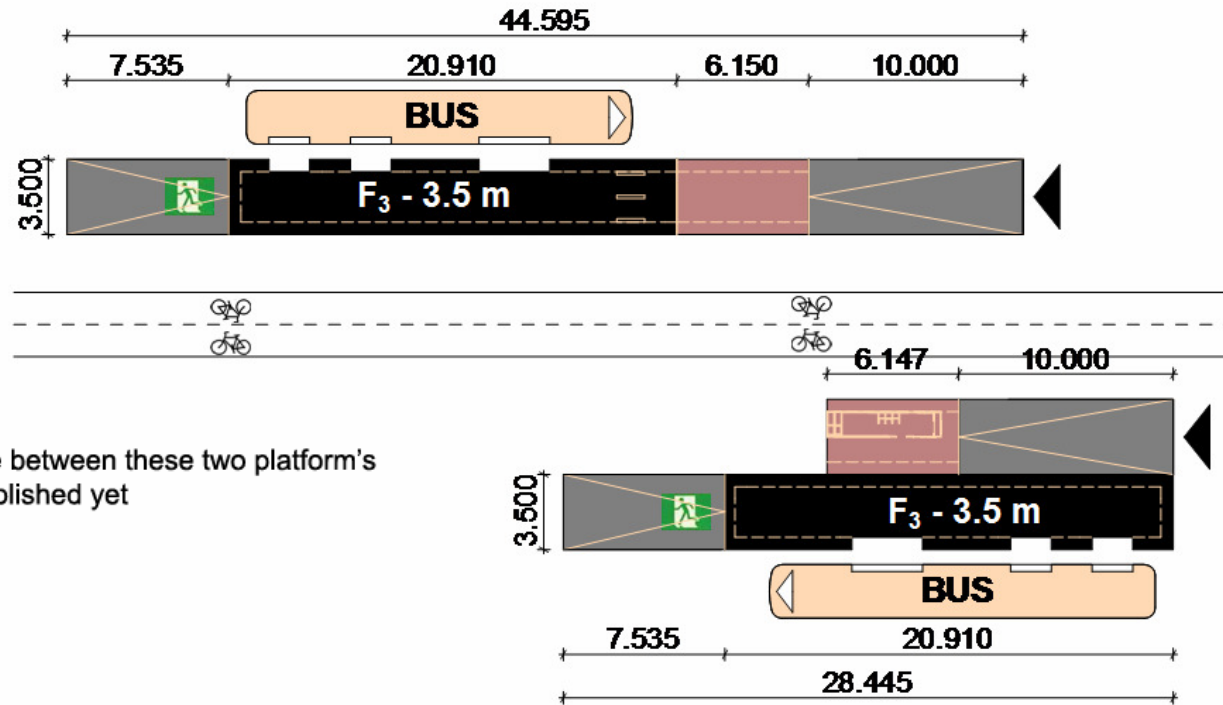 44.595
7.535 20.910 6.150 10.000
BUS
3.500
F₃ - 3.5 m
6.147 10.000
between these two platform's
yet
3.500
F₃ - 3.5 m
BUS
7.535 20.910
28.445